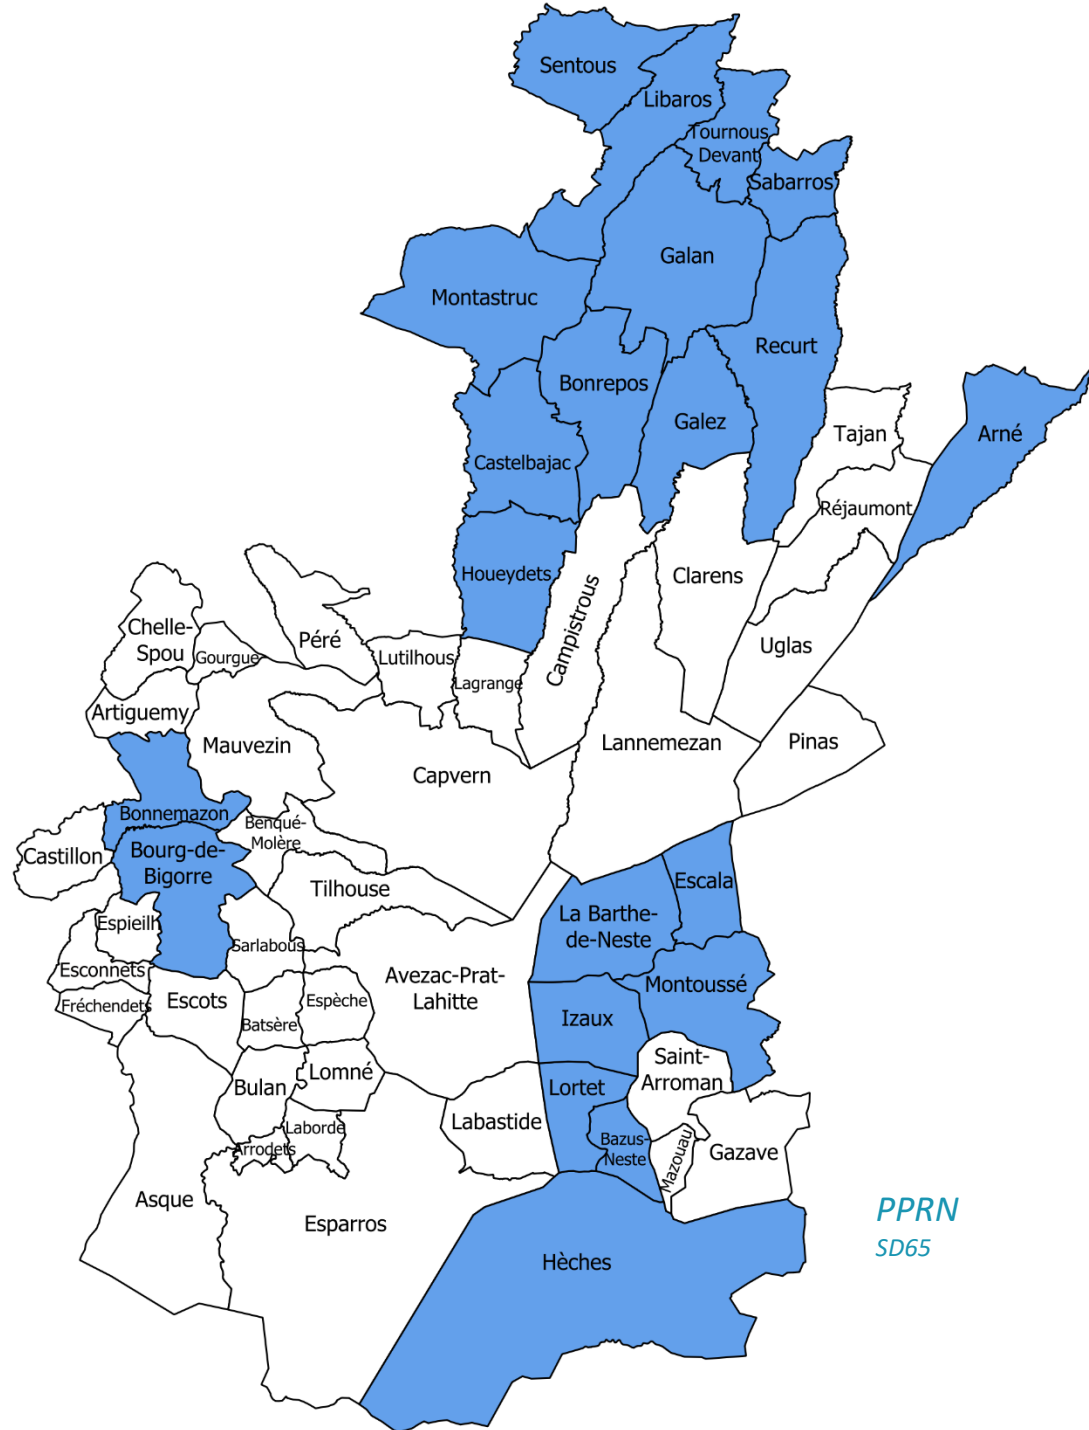 Sentous
Libaros
Tournous
Devant
Sabarros
Galan
Montastruc
Recurt
Bonrepos
Galez
Tajan
Arné
Castelbajac
Réjaumont
Houeydets
Clarens
Campistrous
Chelle-
Spou
Péré
Gourgue
Lutilhous
Lagrange
Uglas
Artiguemy
Mauvezin
Capvern
Lannemezan
Pinas
Bonnemazon
Benqué-
Molère
Castillon
Bourg-de-
Bigorre
Tilhouse
Escala
La Barthe-
de-Neste
Espieilh
Sarlabous
Esconnets
Avezac-Prat-
Lahitte
Montoussé
Fréchendets
Escots
Espèche
Batsère
Izaux
Saint-
Arroman
Bulan
Lomné
Lortet
Labastide
Laborde
Arrodets
Bazus-
Neste
Mazouau
Gazave
Asque
Esparros
Hèches
PPRN
SD65